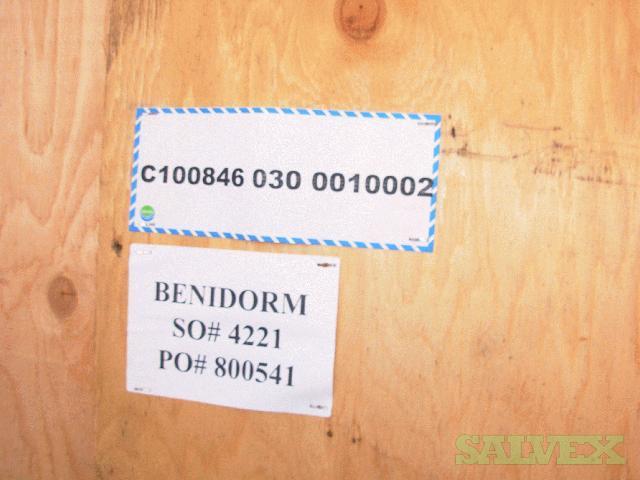 C100846 030 0010002
BENIDORM
SO# 4221
PO# 800541
SALVEX